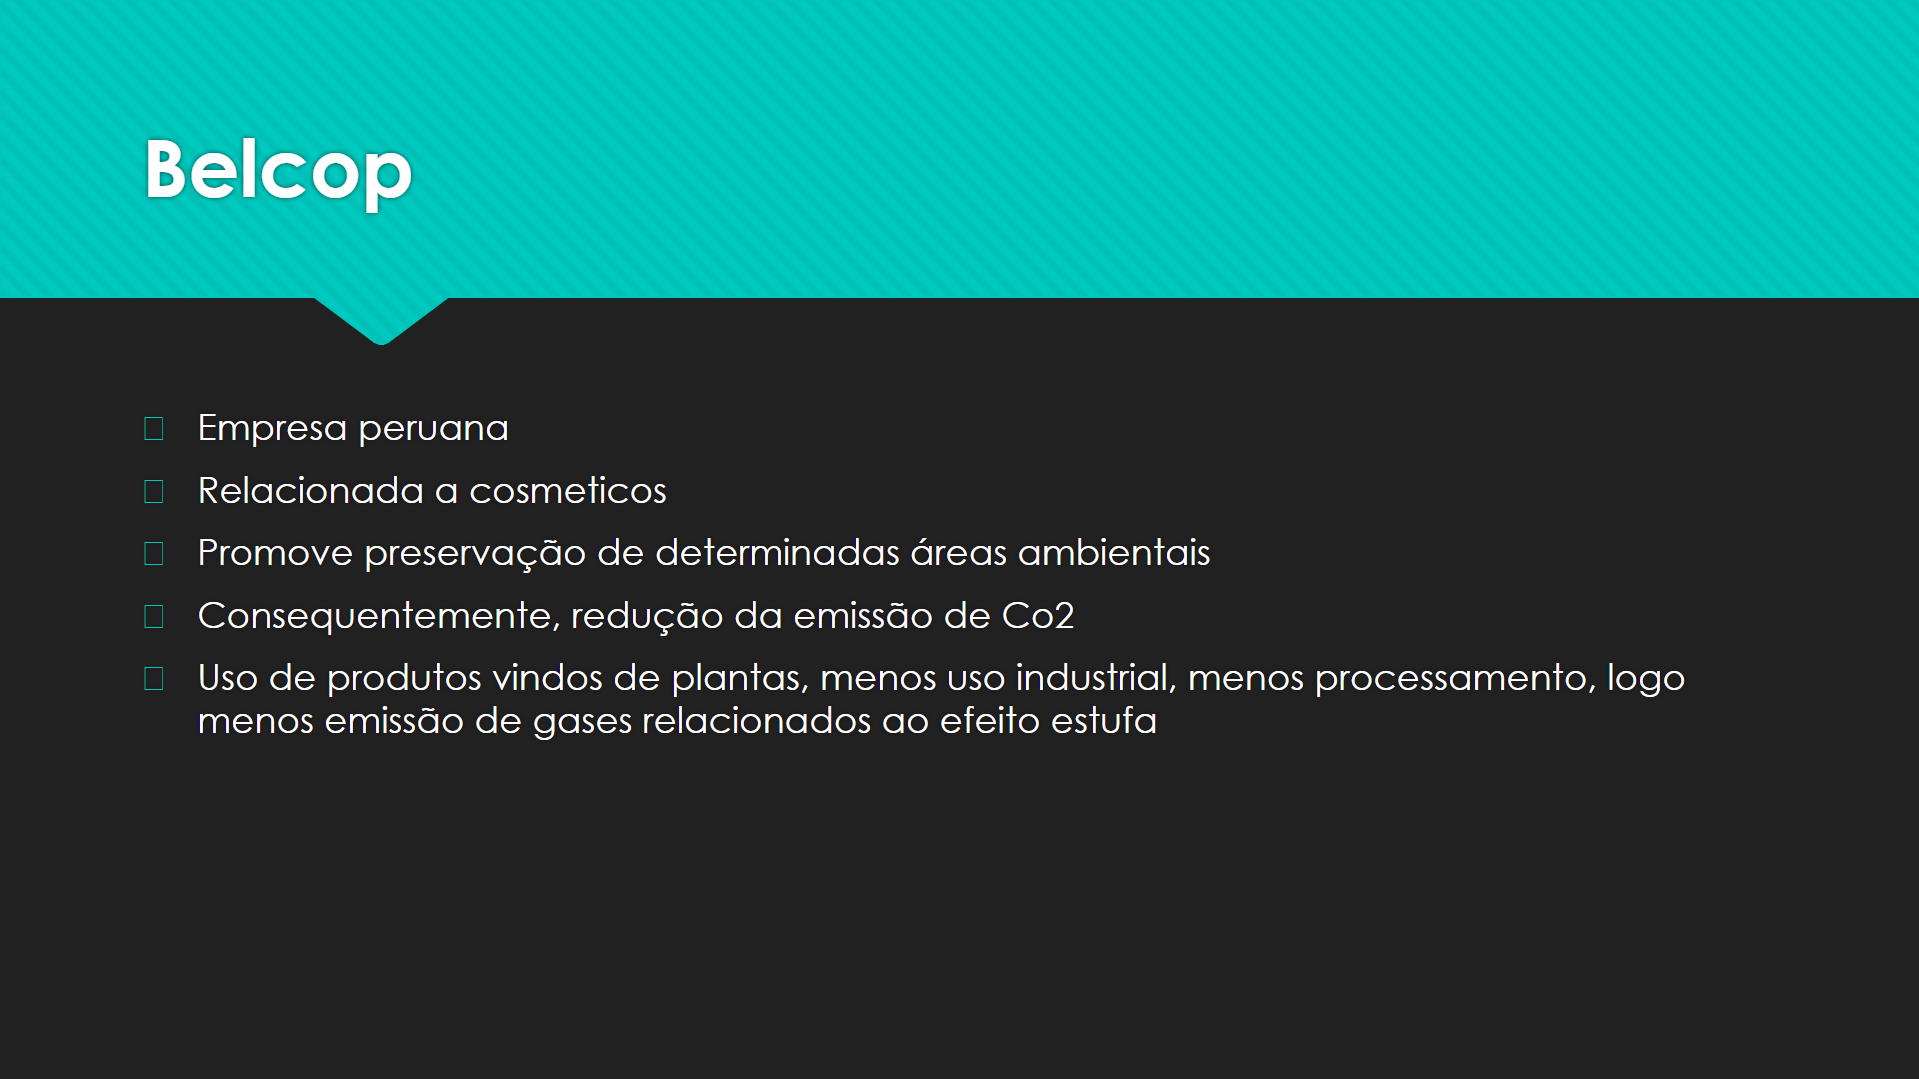 Belcop
Empresa peruana
Relacionada a cosmeticos
Promove preservação de determinadas áreas ambientais
Consequentemente, redução da emissão de Co2
Uso de produtos vindos de plantas, menos uso industrial, menos processamento, logo
menos emissão de gases relacionados ao efeito estufa